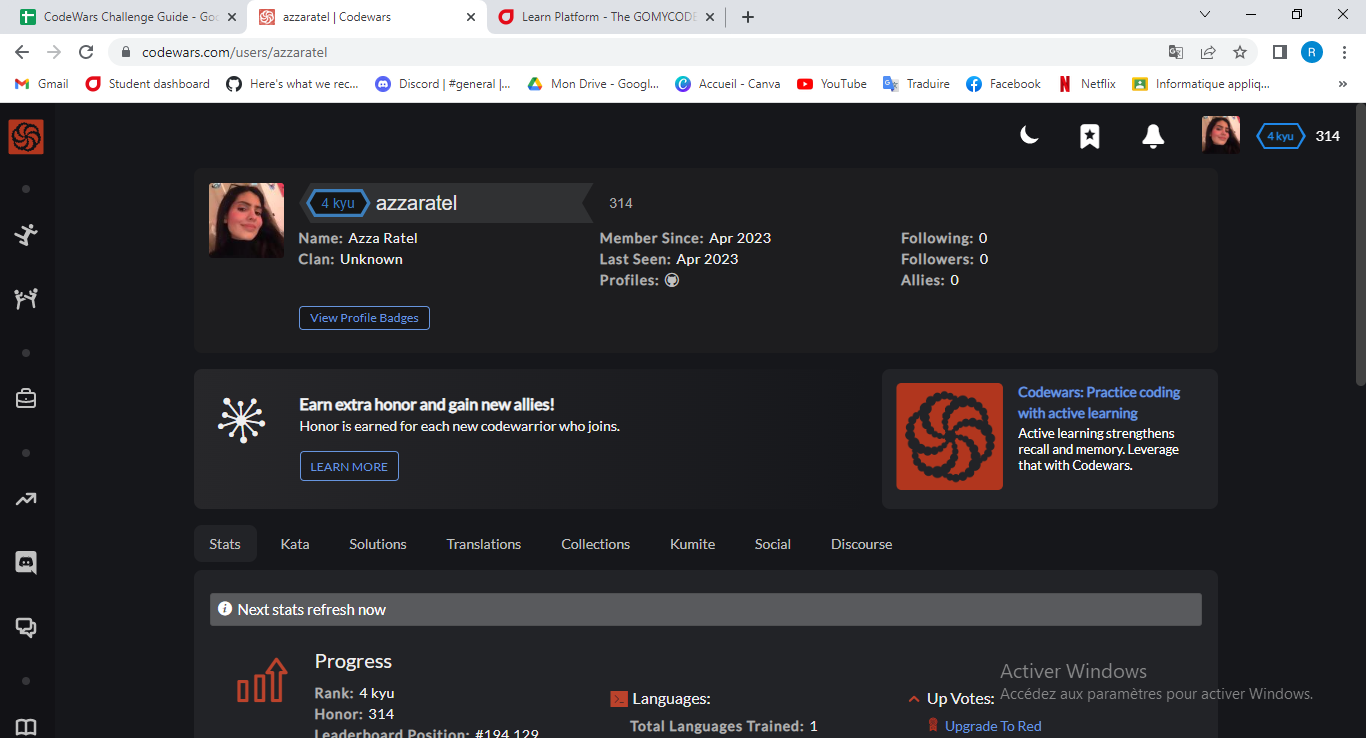 CodeWars Challenge Guide - Goo
azzaratel | Codewars
Learn Platform - The GOMYCODE
codewars.com/users/azzaratel
R
Gmail
Student dashboard
Here's what we rec...
Discord | #general |...
Mon Drive - Googl...
Accueil - Canva
YouTube
Traduire
Facebook
Netflix
Informatique appliq...
4 kyu 314
4 kyu azzaratel 314
Name: Azza Ratel
Clan: Unknown
Member Since: Apr 2023
Last Seen: Apr 2023
Profiles:
Following: 0
Followers: 0
Allies: 0
View Profile Badges
Earn extra honor and gain new allies!
Honor is earned for each new codewarrior who joins.
LEARN MORE
Codewars: Practice coding
with active learning
Active learning strengthens
recall and memory. Leverage
that with Codewars.
Stats
Kata
Solutions
Translations
Collections
Kumite
Social
Discourse
Next stats refresh now
Progress
Rank: 4 kyu
Honor: 314
Leaderboard Position: #194,129
Languages:
Total Languages Trained: 1
Up Votes:
Upgrade To Red
Activer Windows
Accédez aux paramètres pour activer Windows.